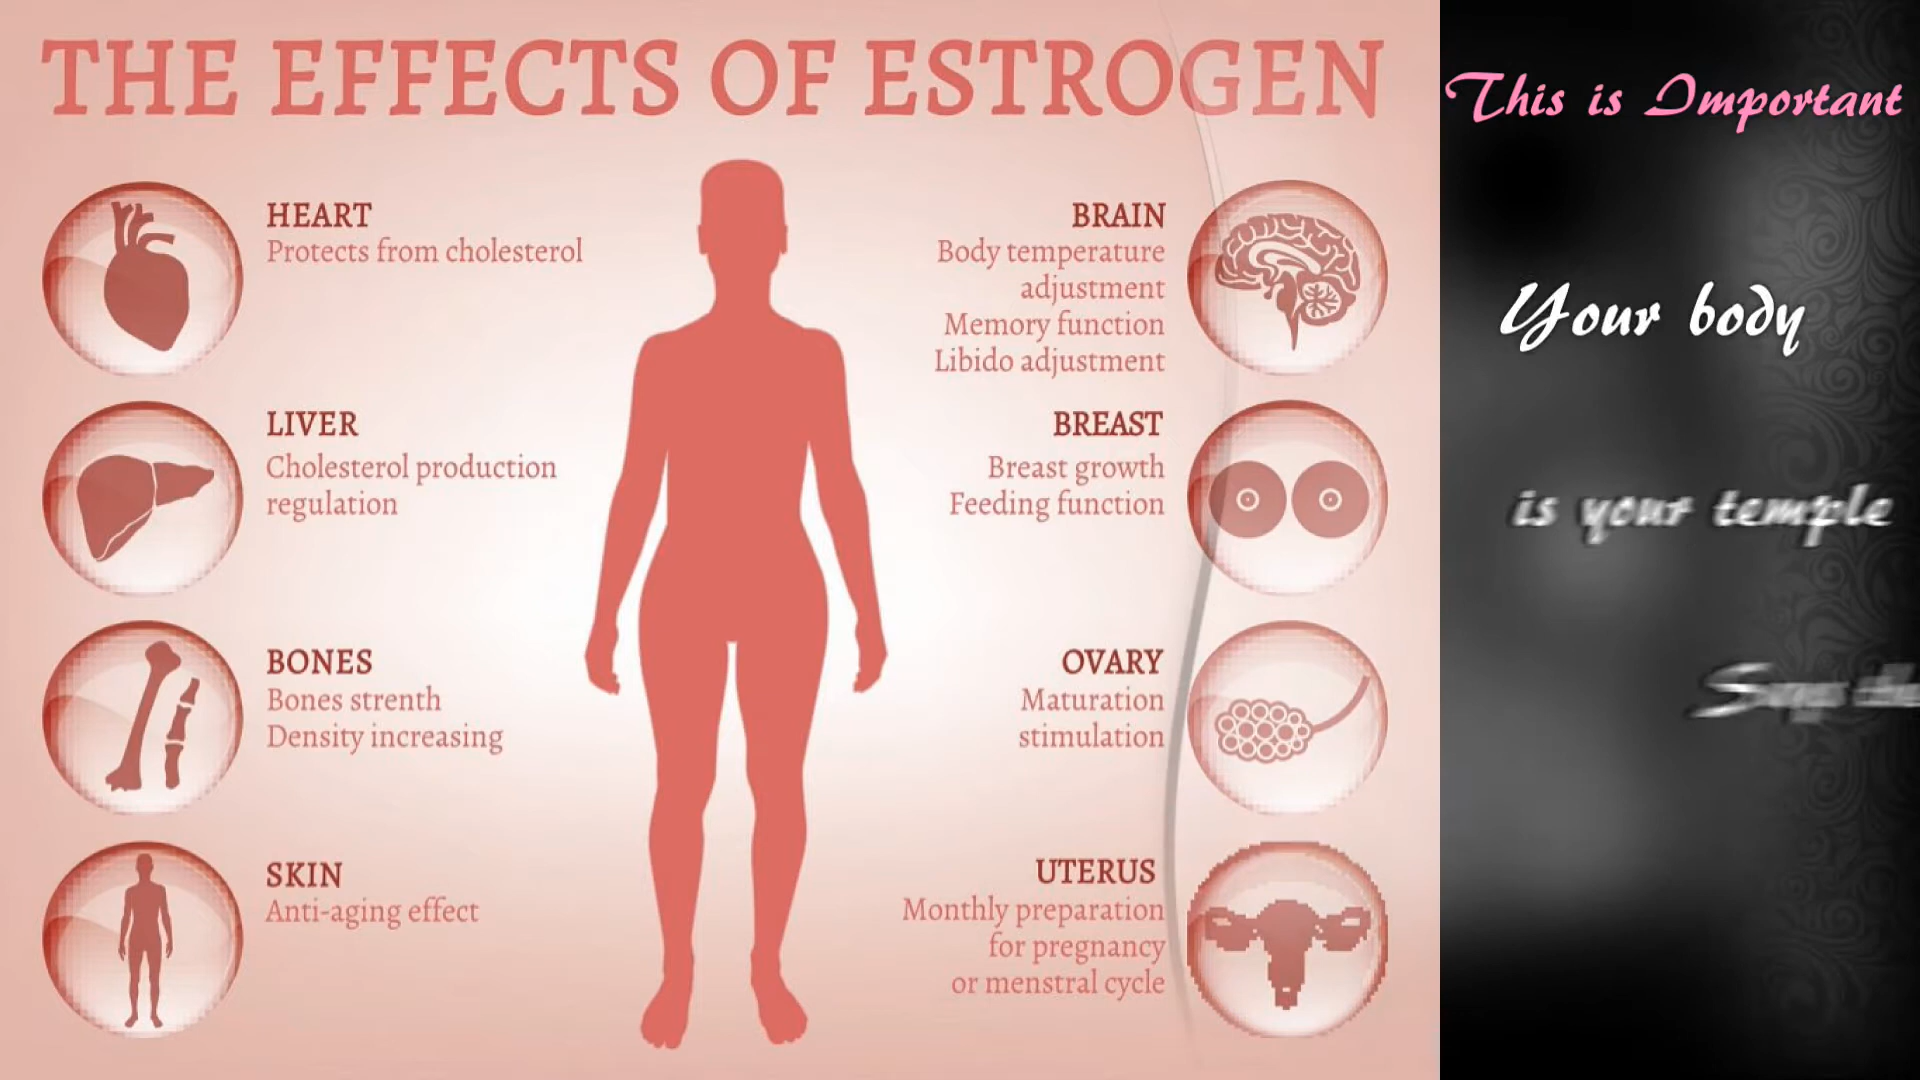 THE EFFECTS OF ESTROGEN
HEART
Protects from cholesterol
LIVER
Cholesterol production
regulation
BONES
Bones strenth
Density increasing
SKIN
Anti-aging effect
BRAIN
Body temperature
adjustment
Memory function
Libido adjustment
BREAST
Breast growth
Feeding function
OVARY
Maturation
stimulation
UTERUS
Monthly preparation
for pregnancy
or menstral cycle
This is Important
Your body
is your temple